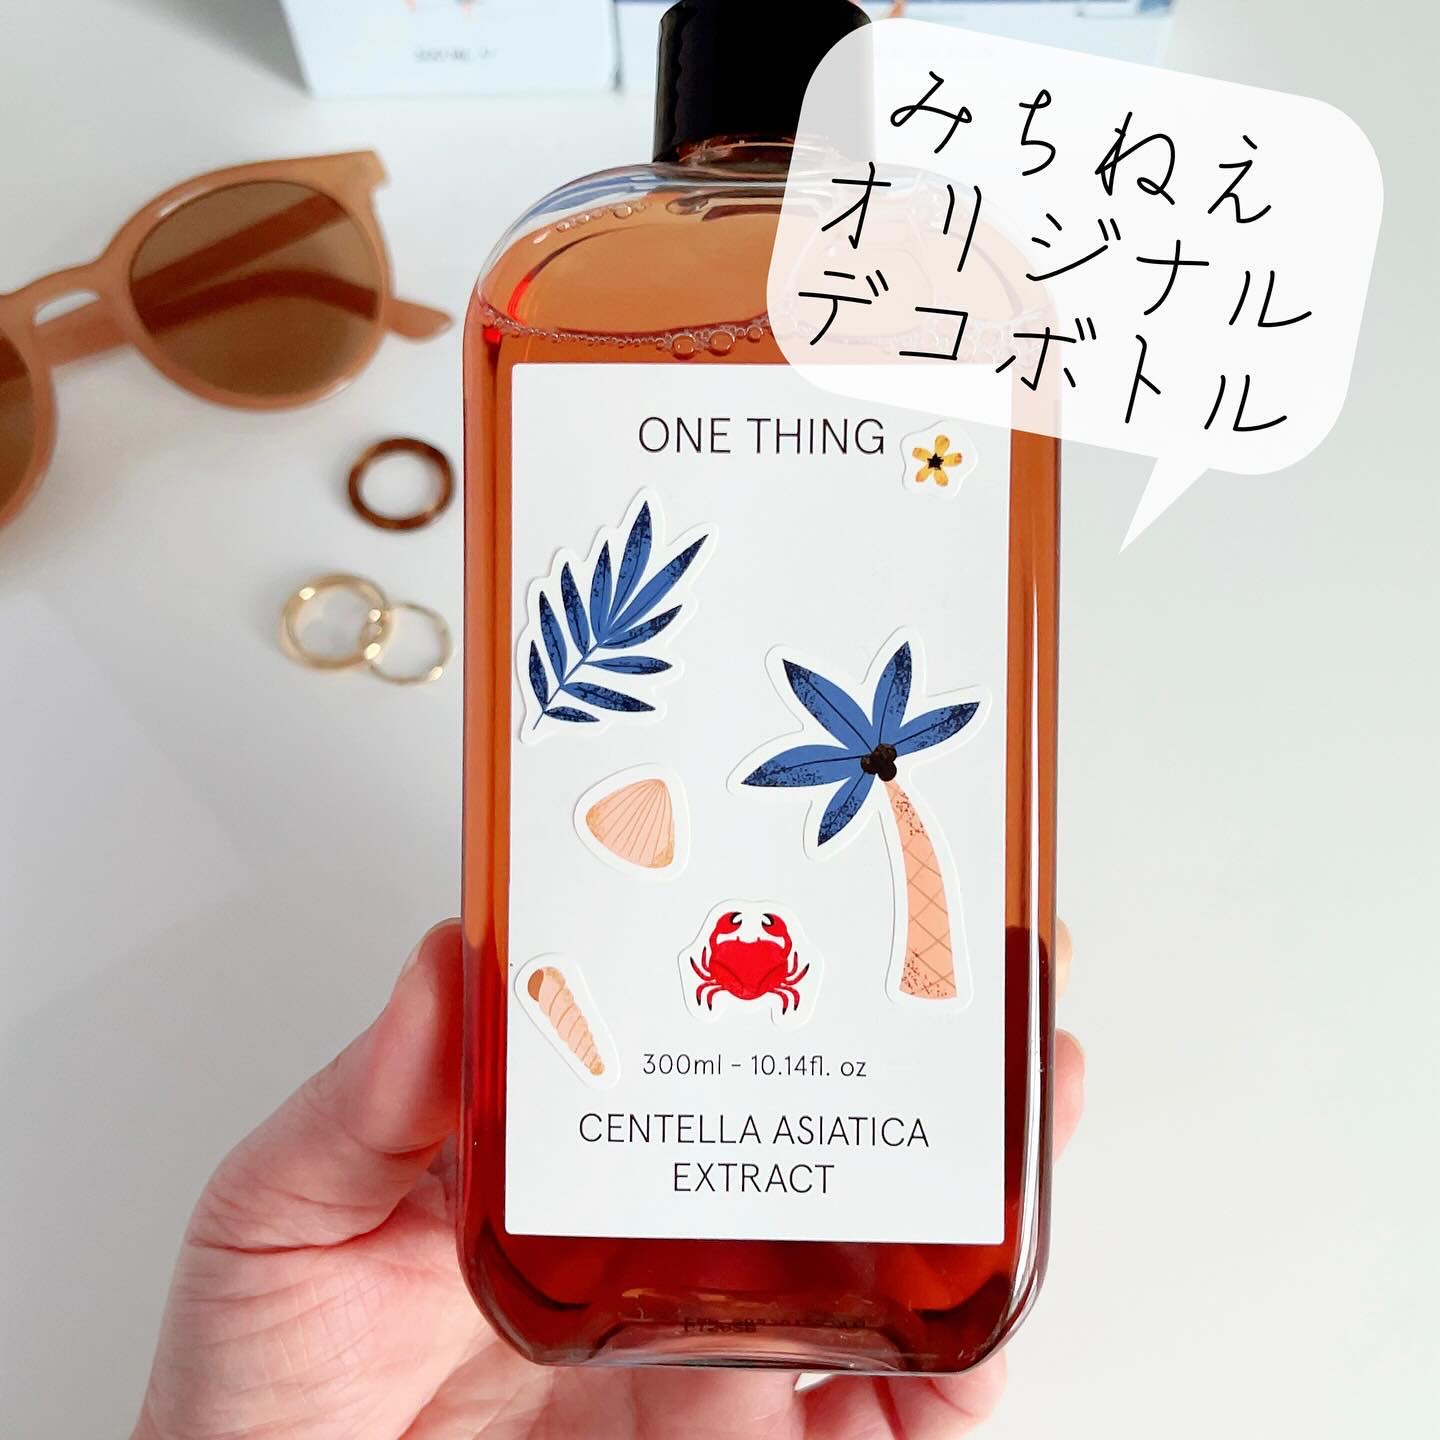 みちねえ
オリジナル
デコボトル
ONE THING
300ml - 10.14fl. oz
CENTELLA ASIATICA
EXTRACT